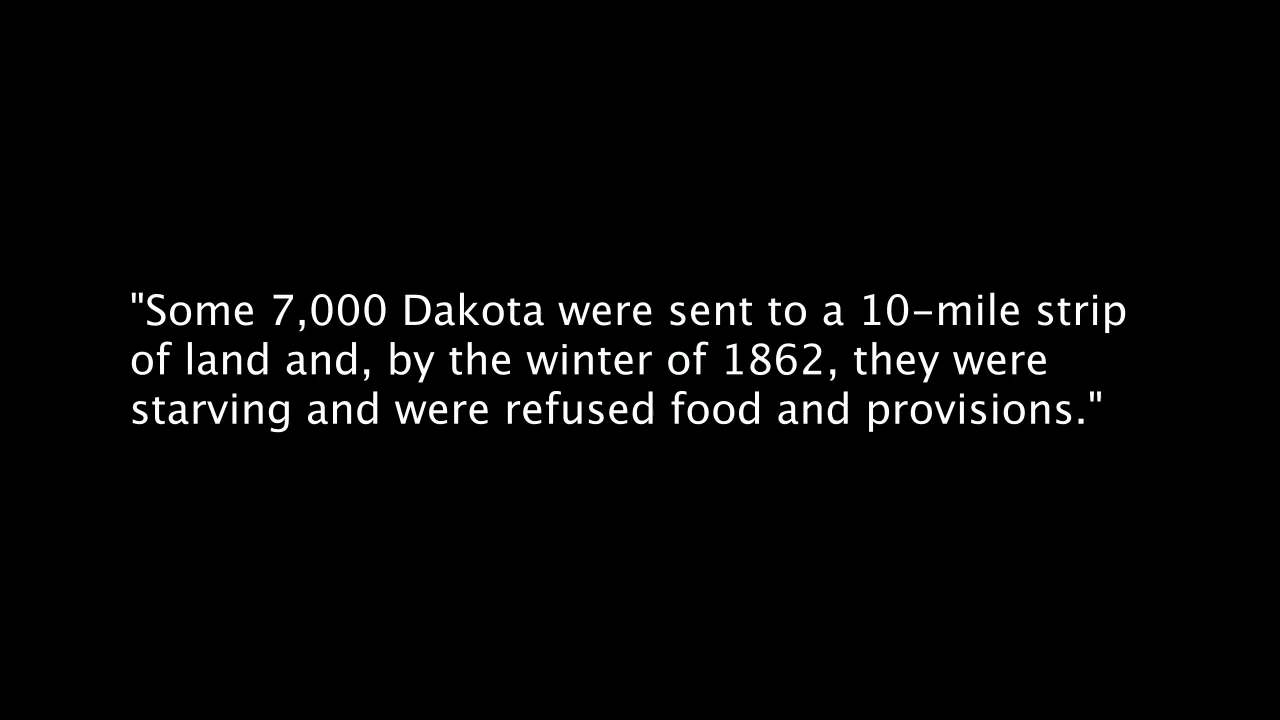 "Some 7,000 Dakota were sent to a 10-mile strip
of land and, by the winter of 1862, they were
starving and were refused food and provisions."